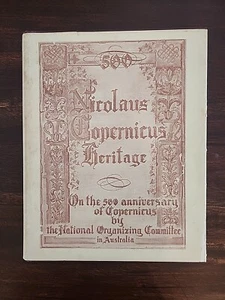 500
Nicolaus
Copernicus
Heritage
On the 500 anniversary
of Copernicus
by
the National Organizing Committee
in Australia